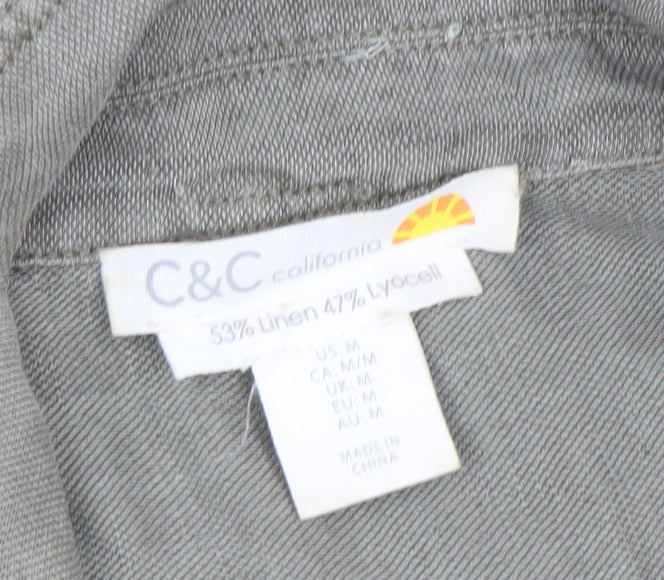 C&C california
53% Linen 47% Lyocell
US: M
CA: M/M
UK: M
EU: M
AU: M
MADE IN
CHINA